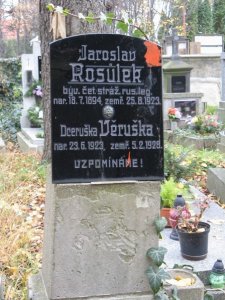 Jaroslav
Rosůlek
býv. čet. stráž. rus. leg.
nar. 18.7.1894, zemř. 25.8.1923.
Dceruška Věruška
nar. 23.6.1923, zemř. 5.2.1928.
UZPOMÍNÁME!